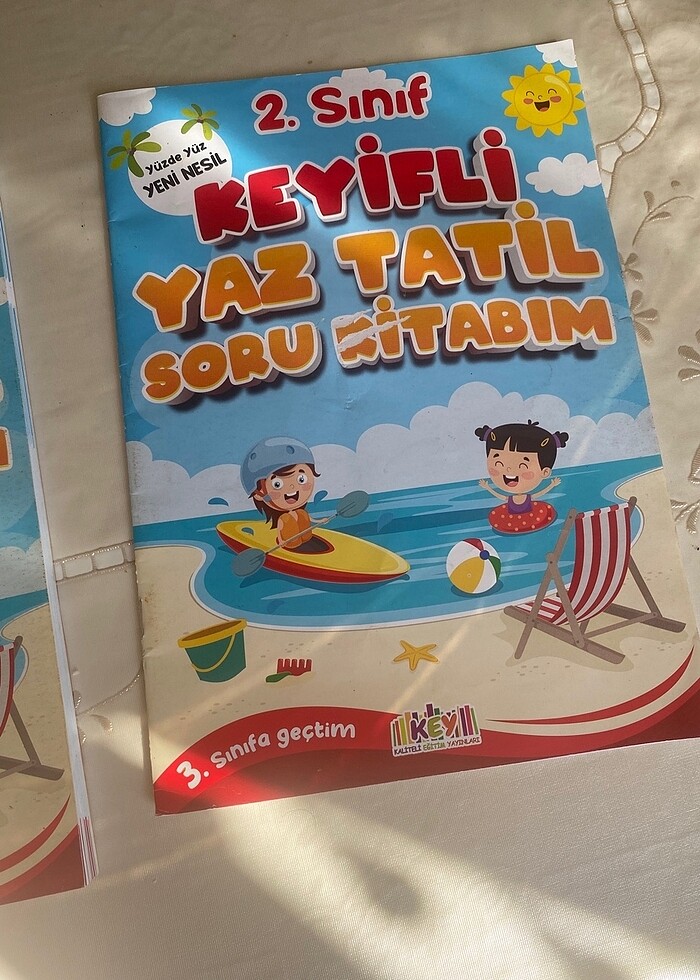 2. Sınıf
yüzde yüz
YENİ NESİL
KEYİFLİ
YAZ TATİL
SORU KİTABIM
3. Sınıfa geçtim
KEY
KALİTELİ EĞİTİM YAYINLARI